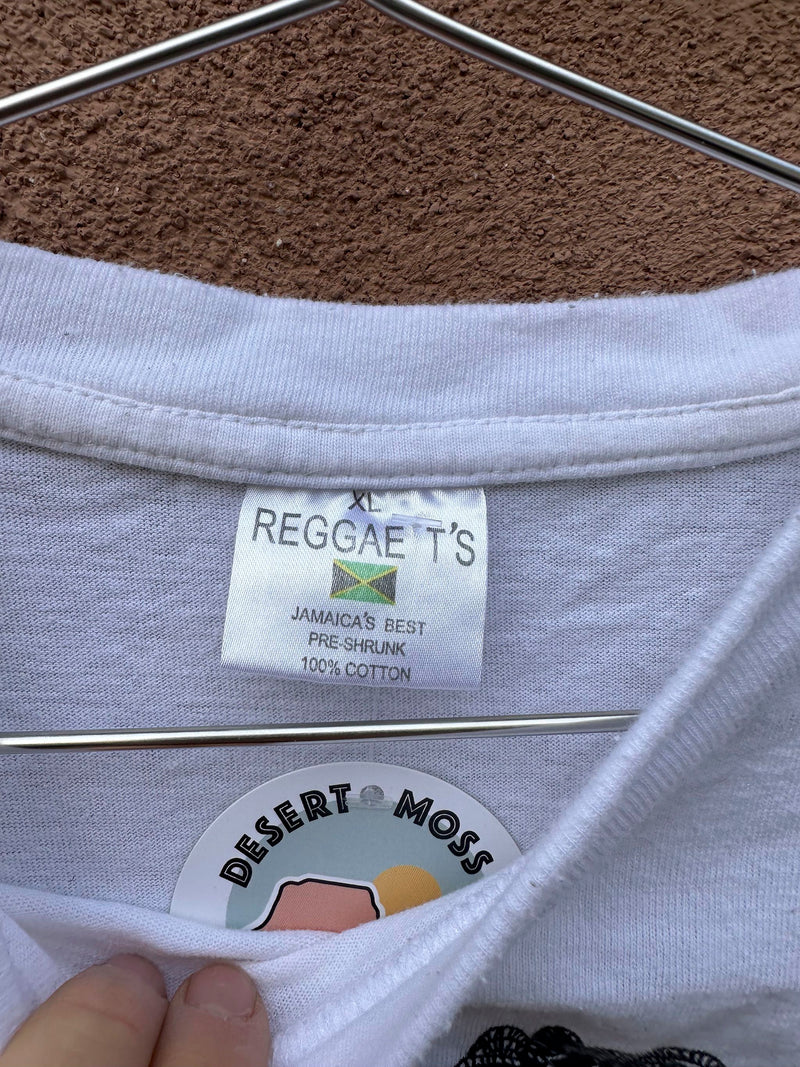 XL
REGGAE T'S
JAMAICA'S BEST
PRE-SHRUNK
100% COTTON
DESERT MOSS